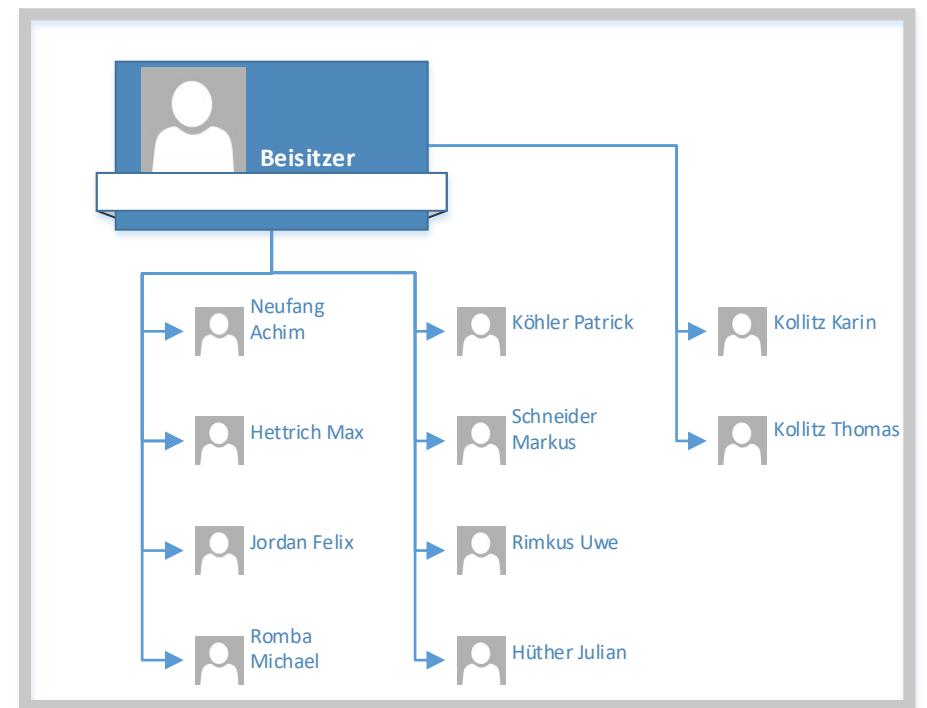 Beisitzer
Neufang
Achim
Köhler Patrick
Kollitz Karin
Hettrich Max
Schneider
Markus
Kollitz Thomas
Jordan Felix
Rimkus Uwe
Romba
Michael
Hüther Julian